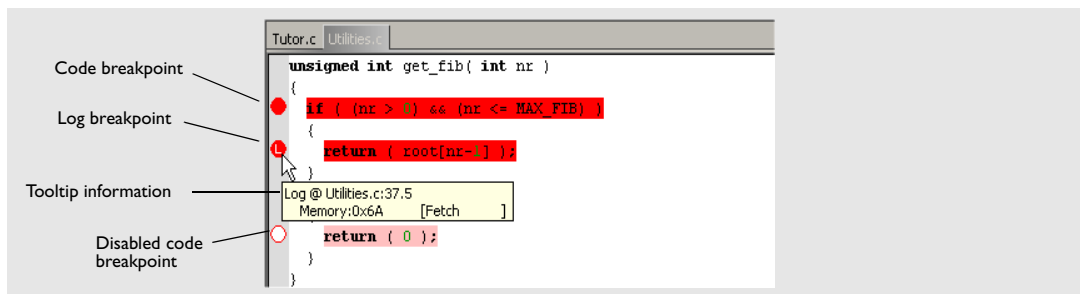 Tutor.c Utilities.c
unsigned int get_fib( int nr )
{
Code breakpoint
if ( (nr > 0) && (nr <= MAX_FIB) )
Log breakpoint
{
L return ( root[nr-1] );
}
Tooltip information
Log @ Utilities.c:37.5
Memory:0x6A [Fetch ]
Disabled code
breakpoint
return ( 0 );
}
}